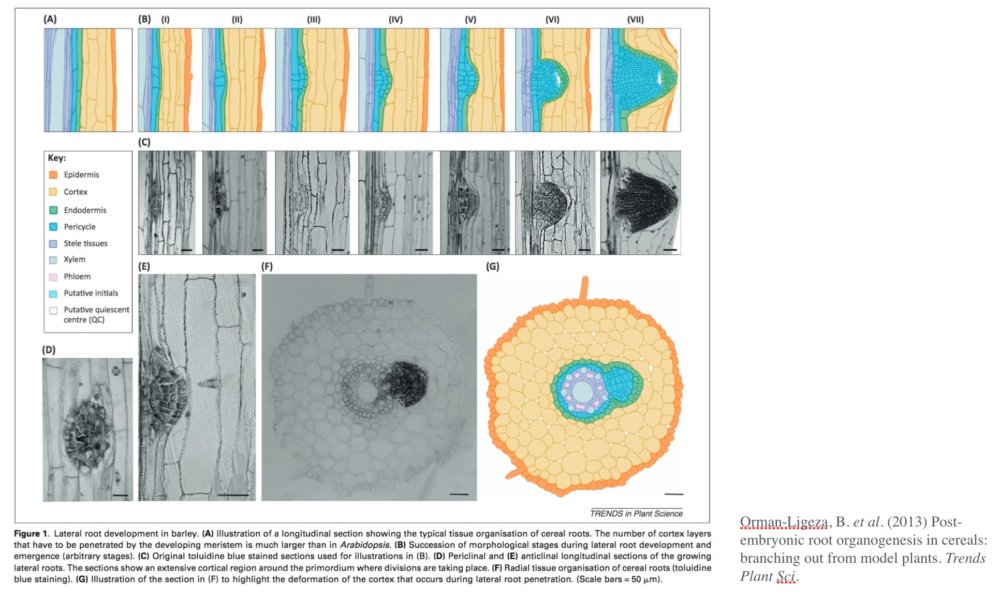 (A)
(B)
(I)
(II)
(III)
(IV)
(V)
(VI)
(VII)
(C)
Key:
Epidermis
Cortex
Endodermis
Pericycle
Stele tissues
Xylem
Phloem
Putative initials
Putative quiescent
centre (QC)
(D)
(E)
(F)
(G)
TRENDS in Plant Science
Figure 1. Lateral root development in barley. (A) Illustration of a longitudinal section showing the typical tissue organisation of cereal roots. The number of cortex layers
that have to be penetrated by the developing meristem is much larger than in Arabidopsis. (B) Succession of morphological stages during lateral root development and
emergence (arbitrary stages). (C) Original toluidine blue stained sections used for illustrations in (B). (D) Periclinal and (E) anticlinal longitudinal sections of the growing
lateral roots. The sections show an extensive cortical region around the primordium where divisions are taking place. (F) Radial tissue organisation of cereal roots (toluidine
blue staining). (G) Illustration of the section in (F) to highlight the deformation of the cortex that occurs during lateral root penetration. (Scale bars = 50 μm).
Orman-Ligeza, B. et al. (2013) Post-
embryonic root organogenesis in cereals:
branching out from model plants. Trends
Plant Sci.